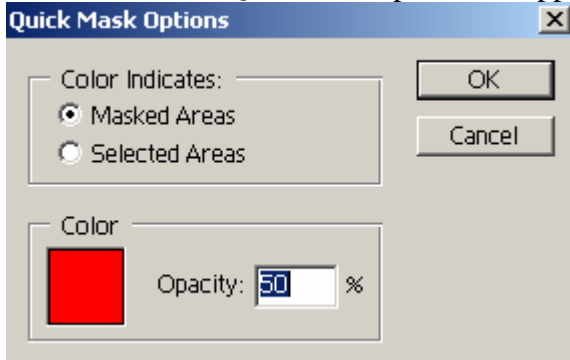 Quick Mask Options
Color Indicates:
Masked Areas
Selected Areas
OK
Cancel
Color
Opacity: 50 %